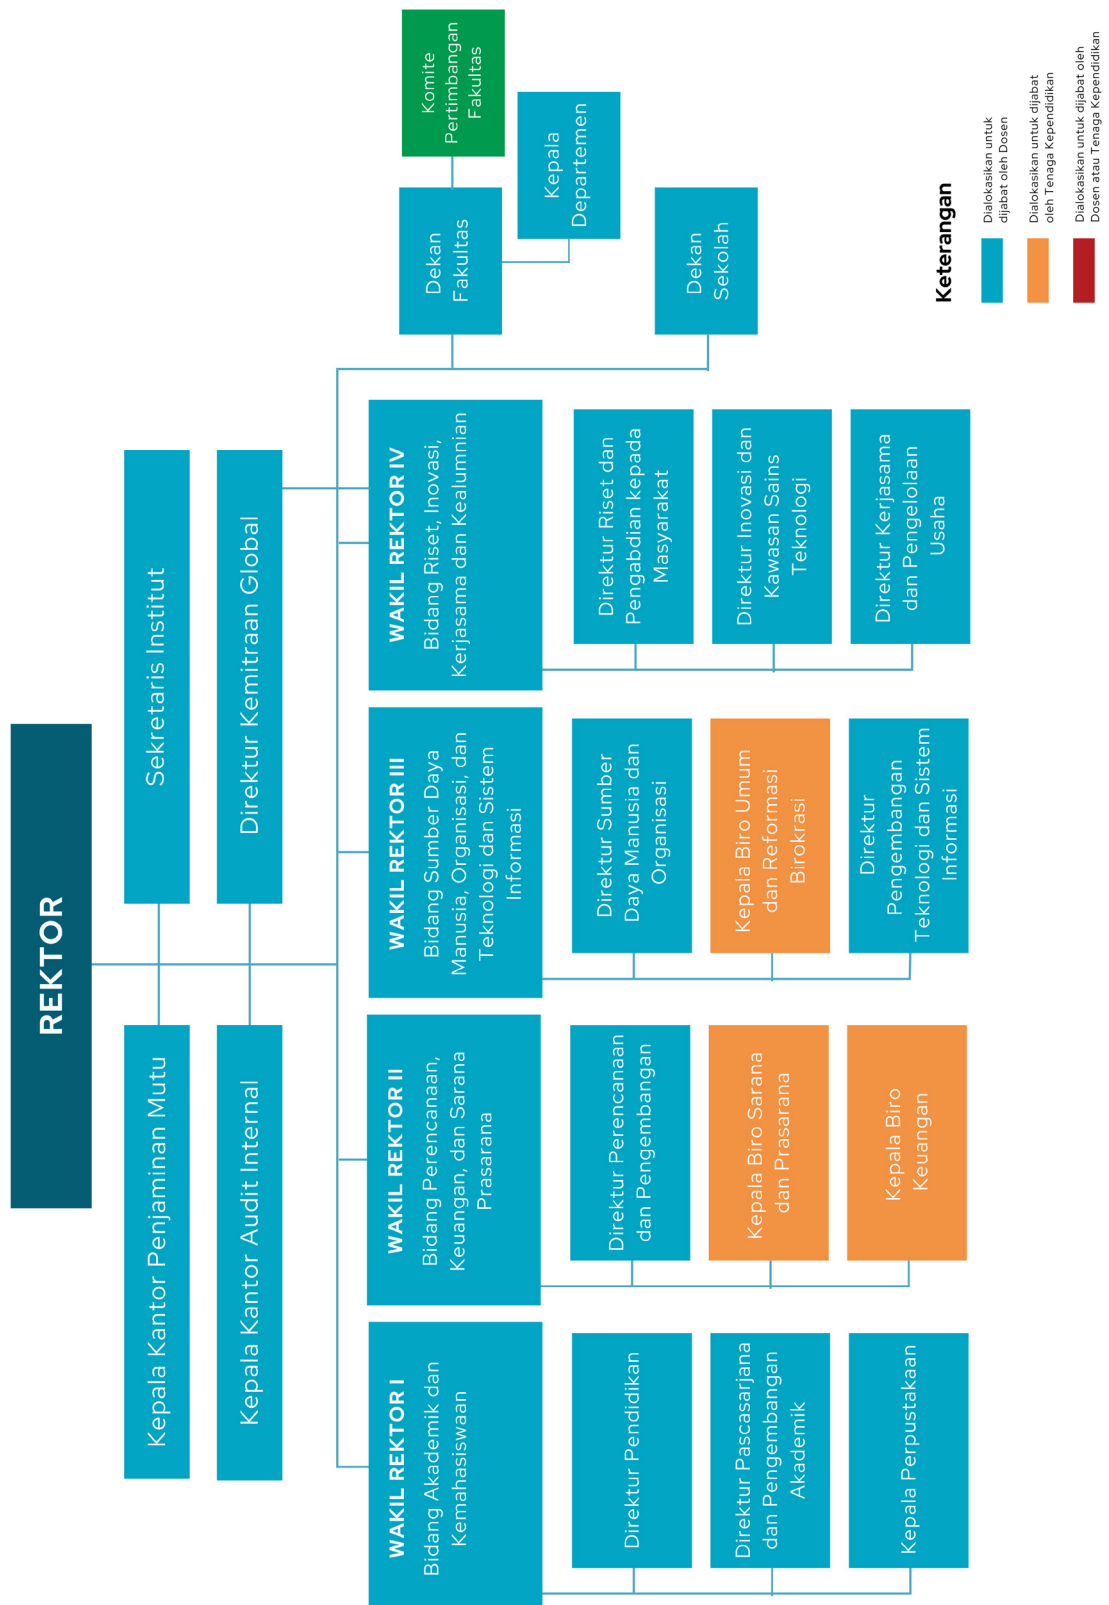 REKTOR
Kepala Kantor Penjaminan Mutu
Sekretaris Institut
Kepala Kantor Audit Internal
Direktur Kemitraan Global
WAKIL REKTOR I
Bidang Akademik dan
Kemahasiswaan
Direktur Pendidikan
Direktur Pascasarjana
dan Pengembangan
Akademik
Kepala Perpustakaan
WAKIL REKTOR II
Bidang Perencanaan,
Keuangan, dan Sarana
Prasarana
Direktur Perencanaan
dan Pengembangan
Kepala Biro Sarana
dan Prasarana
Kepala Biro
Keuangan
WAKIL REKTOR III
Bidang Sumber Daya
Manusia, Organisasi, dan
Teknologi dan Sistem
Informasi
Direktur Sumber
Daya Manusia dan
Organisasi
Kepala Biro Umum
dan Reformasi
Birokrasi
Direktur
Pengembangan
Teknologi dan Sistem
Informasi
WAKIL REKTOR IV
Bidang Riset, Inovasi,
Kerjasama dan Kealumnian
Direktur Riset dan
Pengabdian kepada
Masyarakat
Direktur Inovasi dan
Kawasan Sains
Teknologi
Direktur Kerjasama
dan Pengelolaan
Usaha
Dekan
Fakultas
Komite
Pertimbangan
Fakultas
Kepala
Departemen
Dekan
Sekolah
Keterangan
Dialokasikan untuk
dijabat oleh Dosen
Dialokasikan untuk dijabat
oleh Tenaga Kependidikan
Dialokasikan untuk dijabat oleh
Dosen atau Tenaga Kependidikan